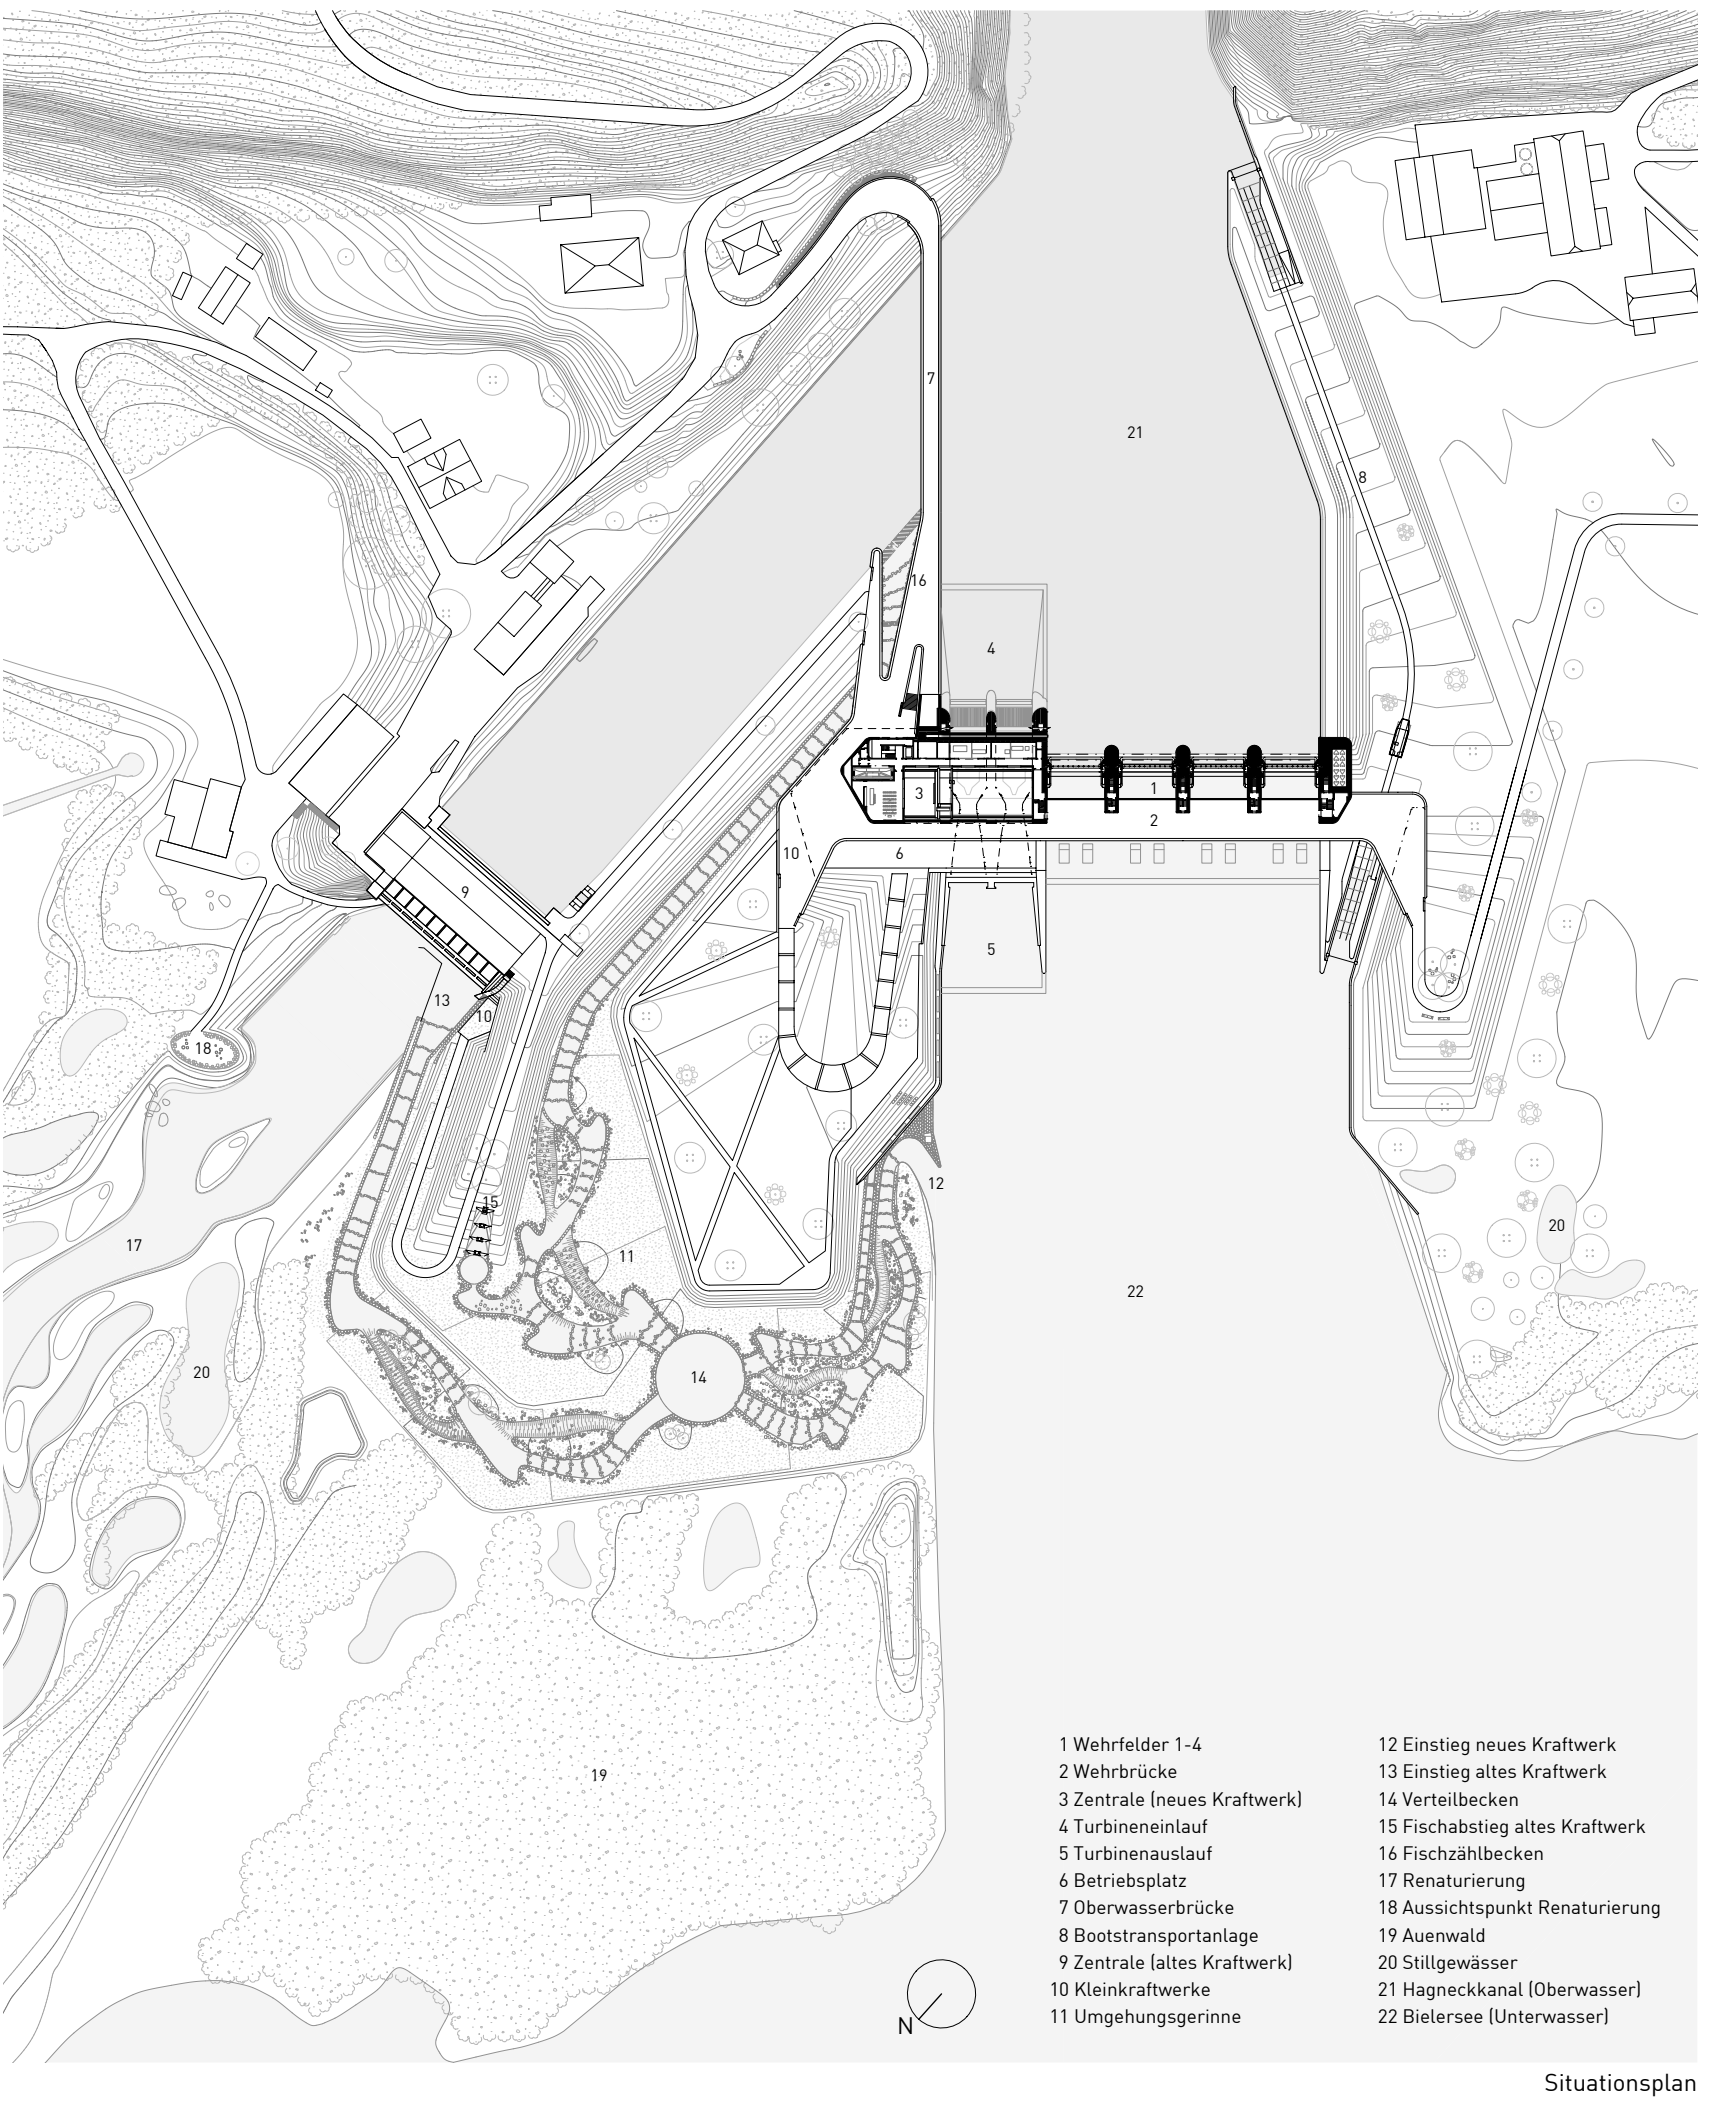 7
21
8
16
4
3
1
2
10
6
9
5
13
10
18
12
15
17
11
20
22
20
14
19
1 Wehrfelder 1-4
2 Wehrbrücke
3 Zentrale (neues Kraftwerk)
4 Turbineneinlauf
5 Turbinenauslauf
6 Betriebsplatz
7 Oberwasserbrücke
8 Bootstransportanlage
9 Zentrale (altes Kraftwerk)
10 Kleinkraftwerke
11 Umgehungsgerinne
12 Einstieg neues Kraftwerk
13 Einstieg altes Kraftwerk
14 Verteilbecken
15 Fischabstieg altes Kraftwerk
16 Fischzählbecken
17 Renaturierung
18 Aussichtspunkt Renaturierung
19 Auenwald
20 Stillgewässer
21 Hagneckkanal (Oberwasser)
22 Bielersee (Unterwasser)
N
Situationsplan